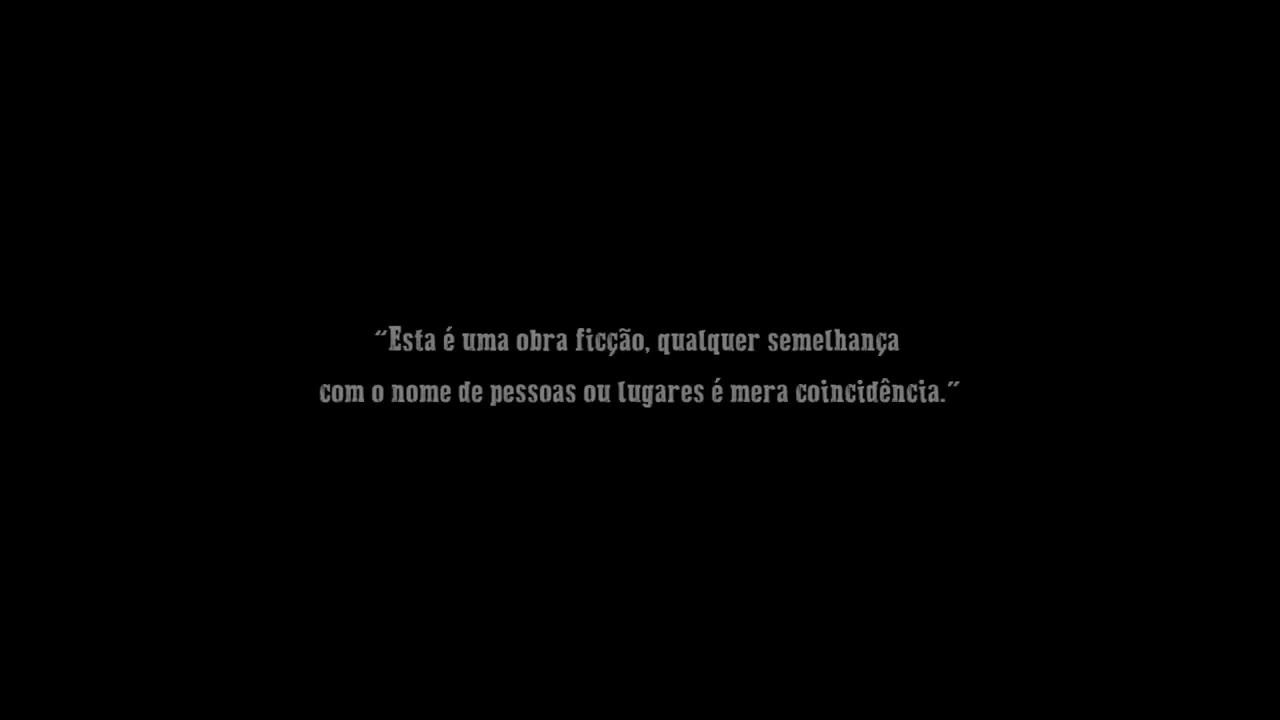 “Esta é uma obra ficção, qualquer semelhança
com o nome de pessoas ou lugares é mera coincidência.”